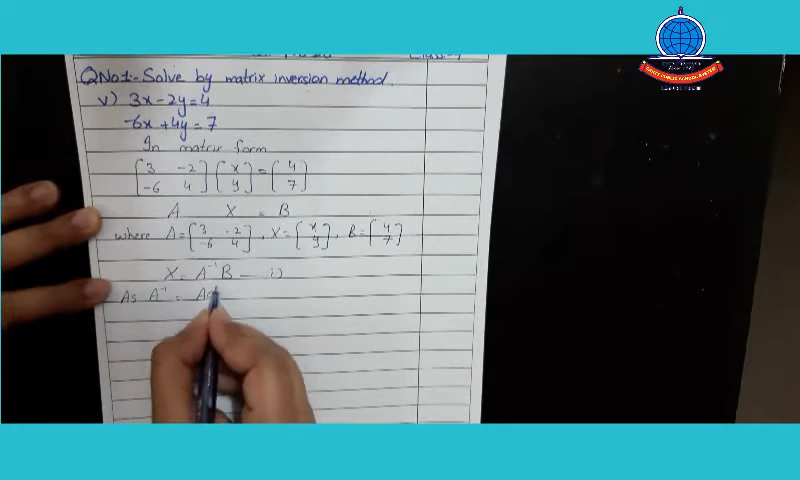 QNo1:- Solve by matrix inversion method.
v) 3x - 2y = 4
-6x + 4y = 7
In matrix form
[3 -2
-6 4] [x
y] = [4
7]
A X = B
where A = [3 -2
-6 4], X = [x
y], B = [4
7]
X = A⁻¹B — i)
As A⁻¹ = Ad